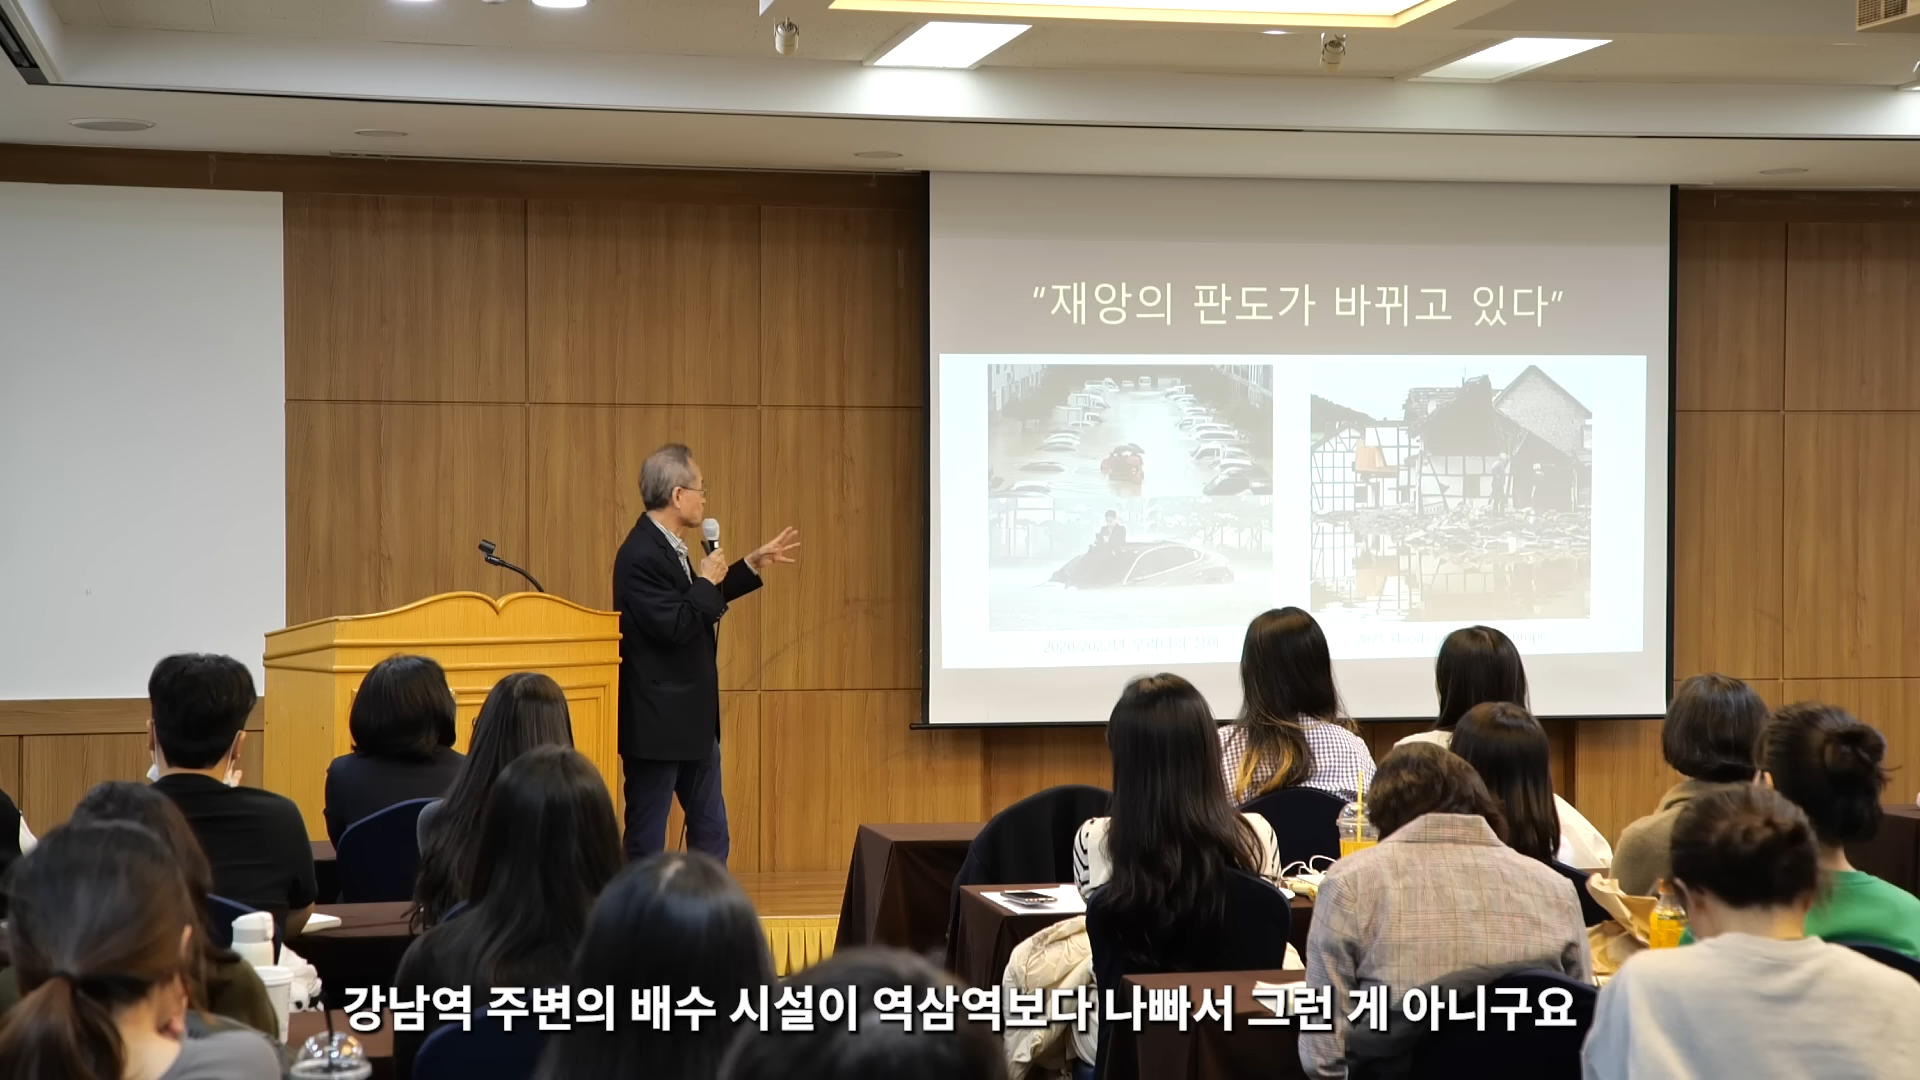 "재앙의 판도가 바뀌고 있다"
강남역 주변의 배수 시설이 역삼역보다 나빠서 그런 게 아니구요